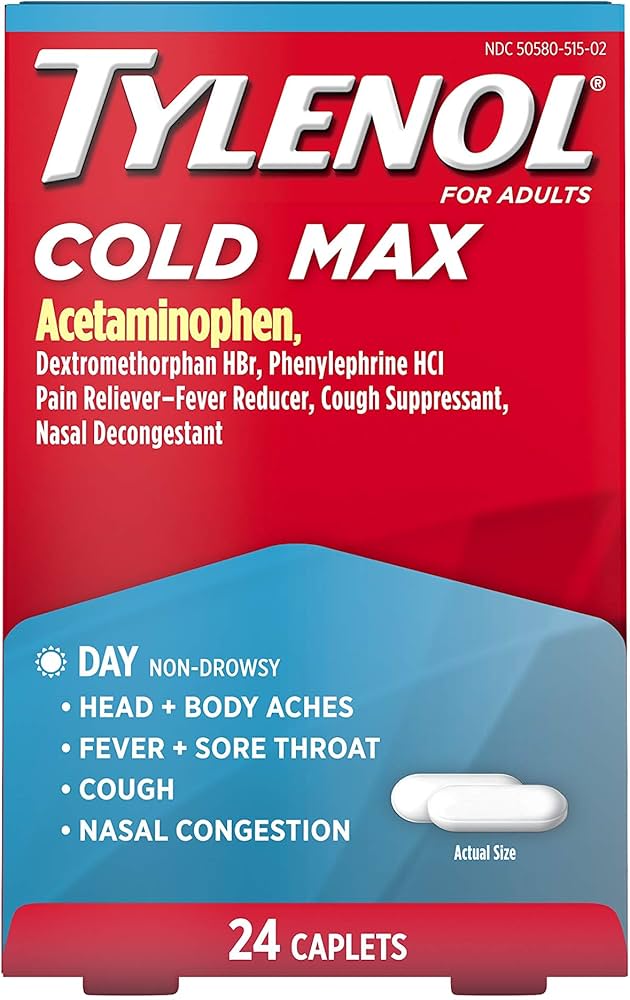 NDC 50580-515-02
TYLENOL®
FOR ADULTS
COLD MAX
Acetaminophen,
Dextromethorphan HBr, Phenylephrine HCl
Pain Reliever–Fever Reducer, Cough Suppressant,
Nasal Decongestant
DAY NON-DROWSY
• HEAD + BODY ACHES
• FEVER + SORE THROAT
• COUGH
• NASAL CONGESTION
Actual Size
24 CAPLETS